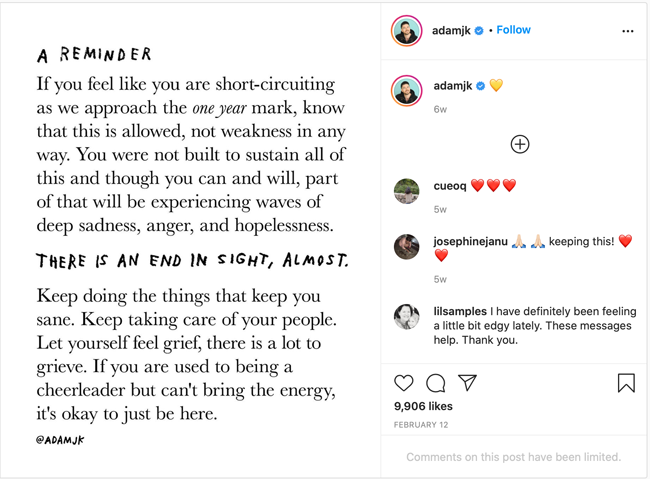 A REMINDER
If you feel like you are short-circuiting
as we approach the one year mark, know
that this is allowed, not weakness in any
way. You were not built to sustain all of
this and though you can and will, part
of that will be experiencing waves of
deep sadness, anger, and hopelessness.
THERE IS AN END IN SIGHT, ALMOST.
Keep doing the things that keep you
sane. Keep taking care of your people.
Let yourself feel grief, there is a lot to
grieve. If you are used to being a
cheerleader but can't bring the energy,
it's okay to just be here.
@ADAMJK
adamjk • Follow
adamjk 💛
6w
cueoq ❤️❤️❤️
5w
josephinejanu 🙏🏻 🙏🏻 keeping this! ❤️
❤️
5w
lilsamples I have definitely been feeling
a little bit edgy lately. These messages
help. Thank you.
9,906 likes
FEBRUARY 12
Comments on this post have been limited.